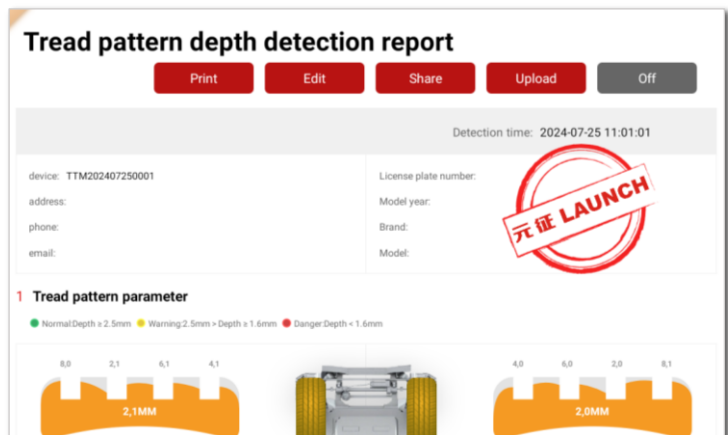 Tread pattern depth detection report
Print Edit Share Upload Off
Detection time: 2024-07-25 11:01:01
device: TTM202407250001
License plate number:
address:
Model year:
phone:
Brand:
email:
Model:
元征 LAUNCH
1 Tread pattern parameter
Normal:Depth ≥ 2.5mm Warning:2.5mm > Depth ≥ 1.6mm Danger:Depth < 1.6mm
8,0 2,1 6,1 4,1
4,0 6,0 2,0 8,1
2,1MM
2,0MM